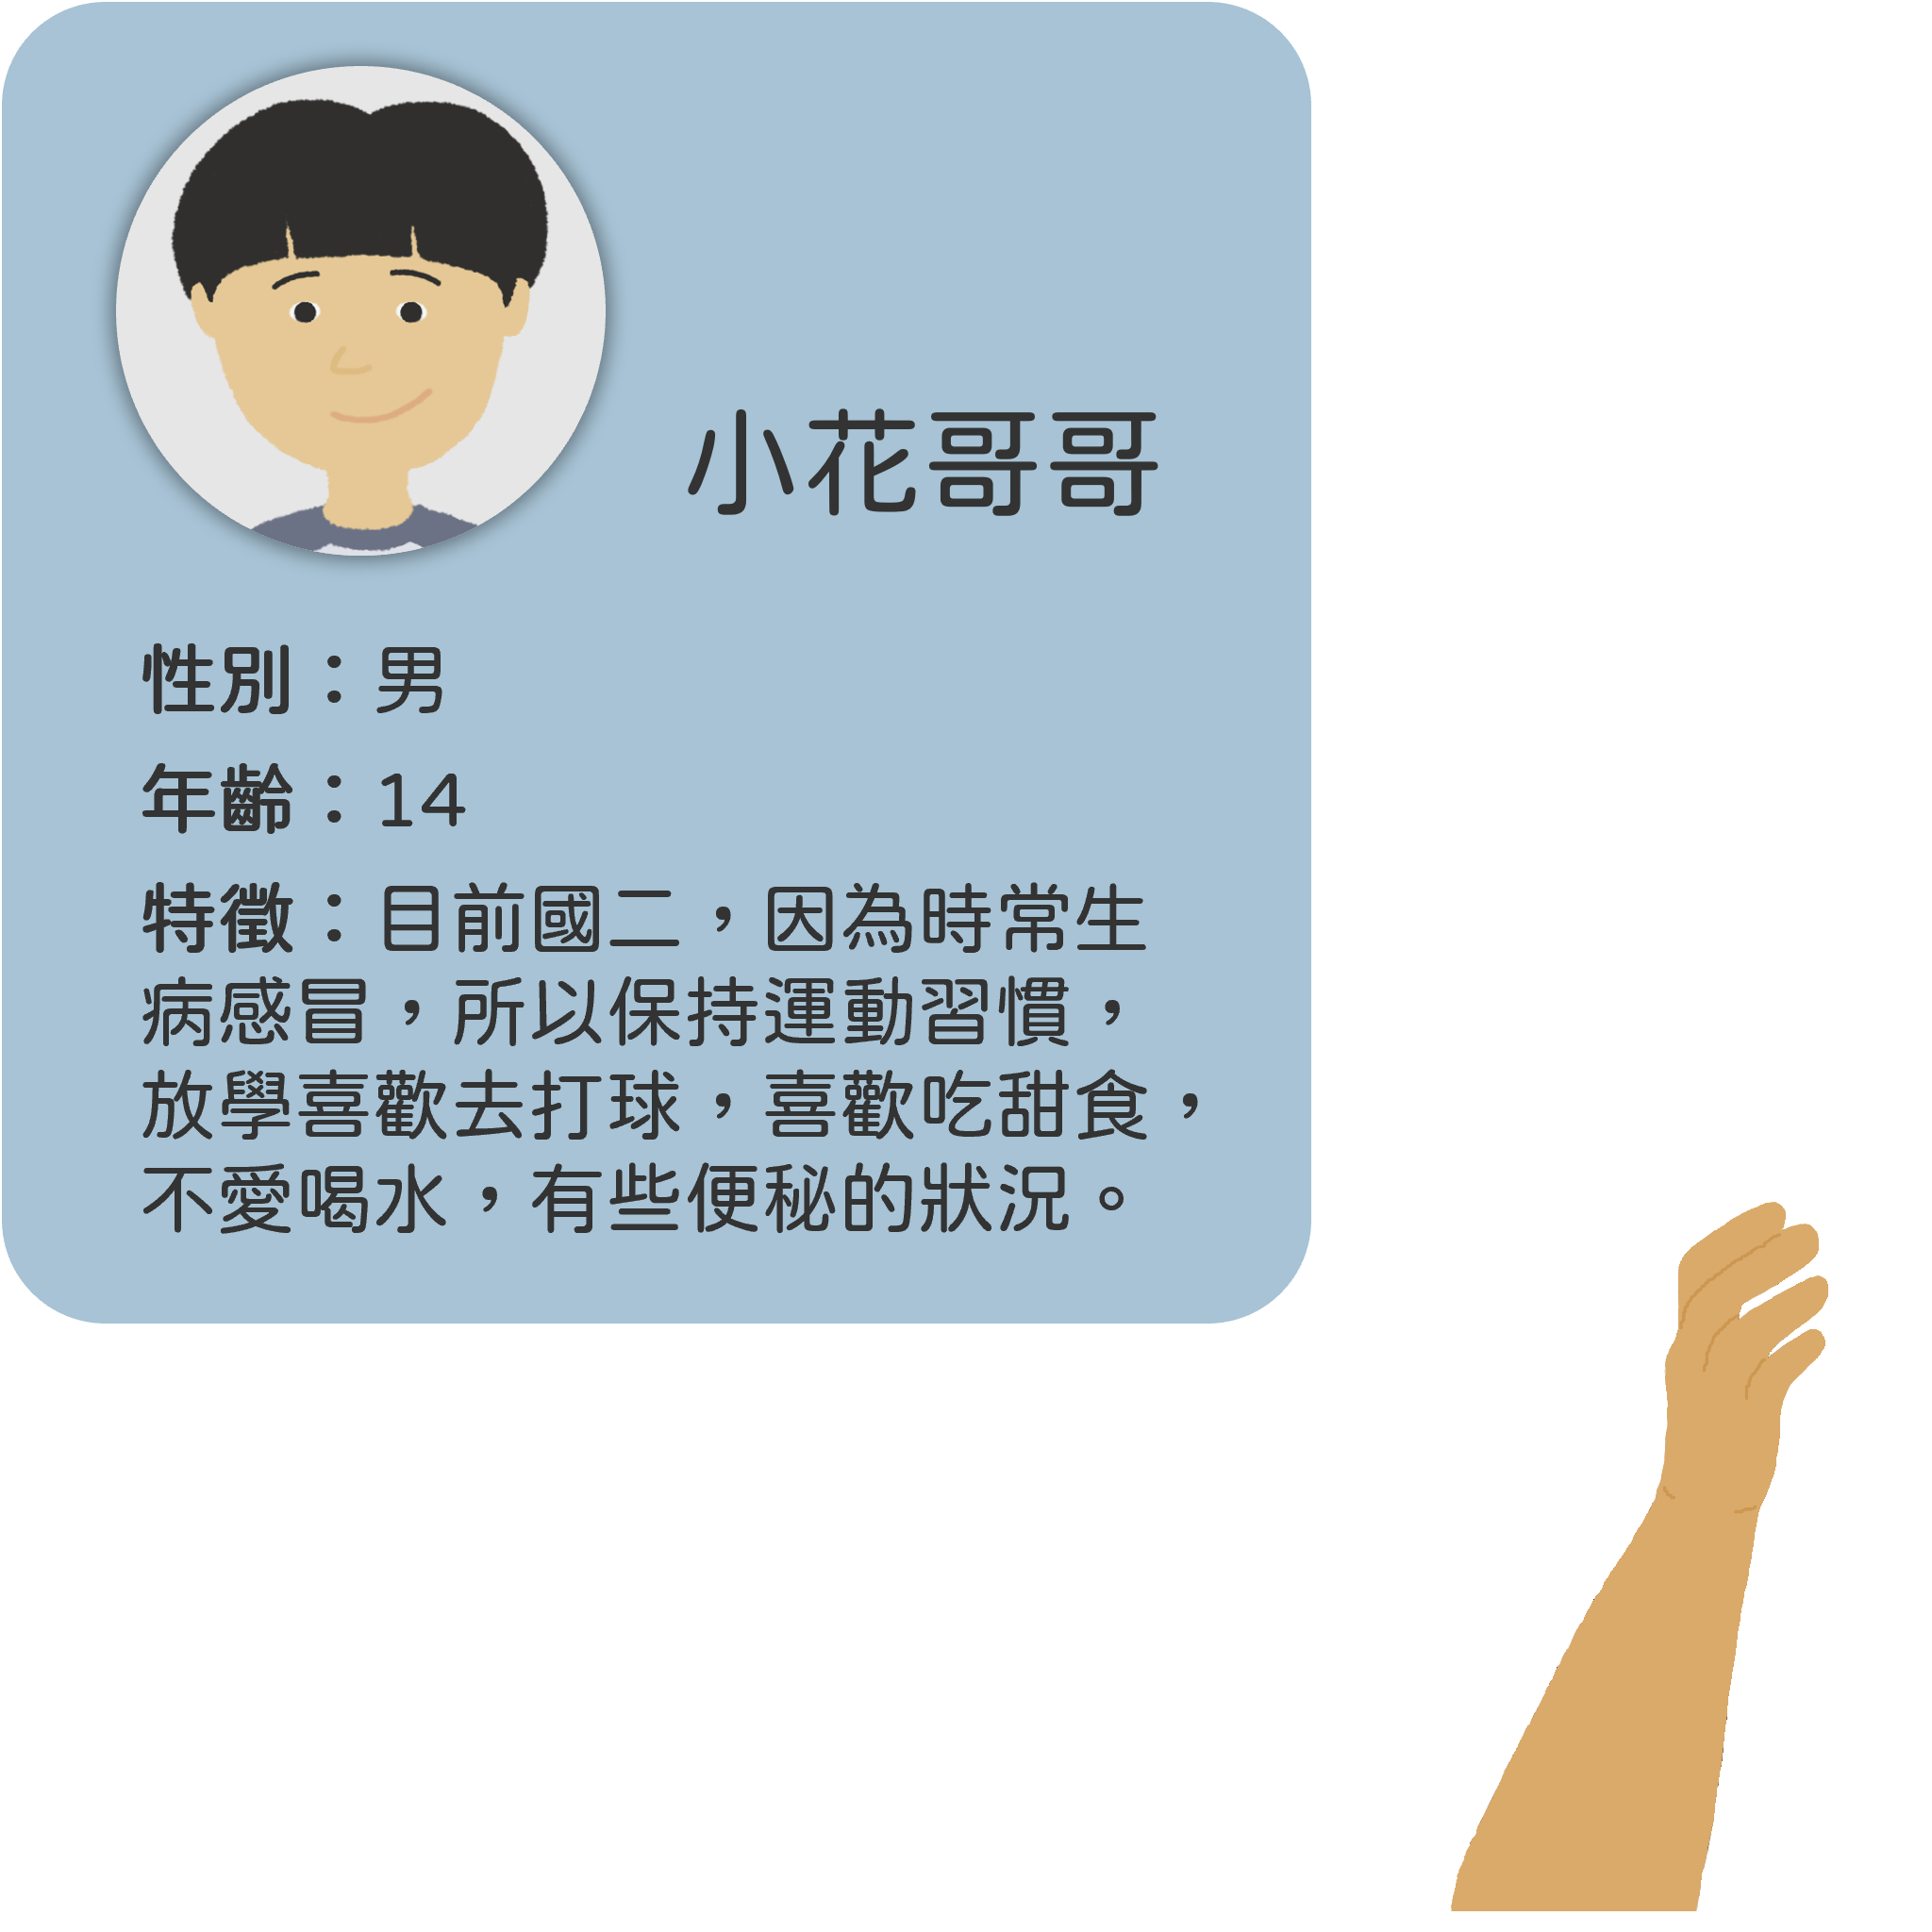 小花哥哥
性別：男
年齡：14
特徵：目前國二，因為時常生
病感冒，所以保持運動習慣，
放學喜歡去打球，喜歡吃甜食，
不愛喝水，有些便秘的狀況。